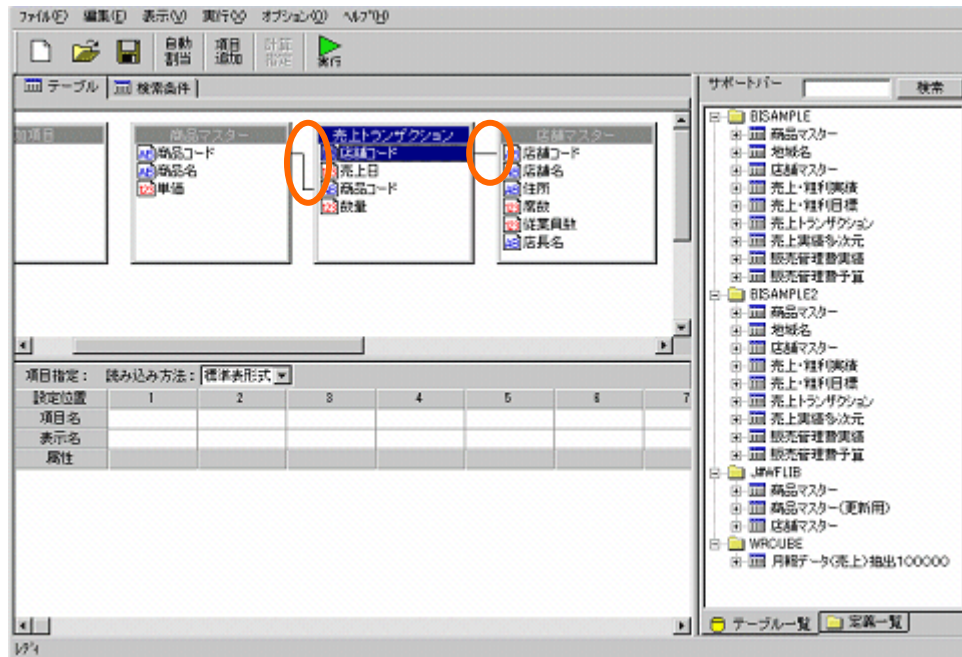 ファイル(F) 編集(E) 表示(V) 実行(X) オプション(O) ヘルプ(H)
自動割当 項目追加 計算指定 実行
テーブル 検索条件
サポートバー 検索
加項目
商品マスター
商品コード
商品名
単価
売上トランザクション
店舗コード
売上日
商品コード
数量
店舗マスター
店舗コード
店舗名
住所
席数
従業員数
店長名
項目指定： 読み込み方法： 標準表形式
設定位置 1 2 3 4 5 6 7
項目名
表示名
属性
BISAMPLE
商品マスター
地域名
店舗マスター
売上・粗利実績
売上・粗利目標
売上トランザクション
売上実績多次元
販売管理費実績
販売管理費予算
BISAMPLE2
商品マスター
地域名
店舗マスター
売上・粗利実績
売上・粗利目標
売上トランザクション
売上実績多次元
販売管理費実績
販売管理費予算
J#WFLIB
商品マスター
商品マスター(更新用)
店舗マスター
WRCUBE
月報データ(売上)抽出100000
テーブル一覧 定義一覧
レディ